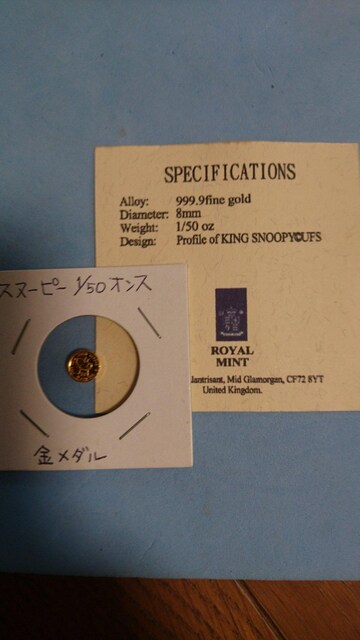 SPECIFICATIONS
Alloy: 999.9fine gold
Diameter: 8mm
Weight: 1/50 oz
Design: Profile of KING SNOOPY©UFS
ROYAL
MINT
lantrisant, Mid Glamorgan, CF72 8YT
United Kingdom.
スヌーピー 1/50オンス
金メダル